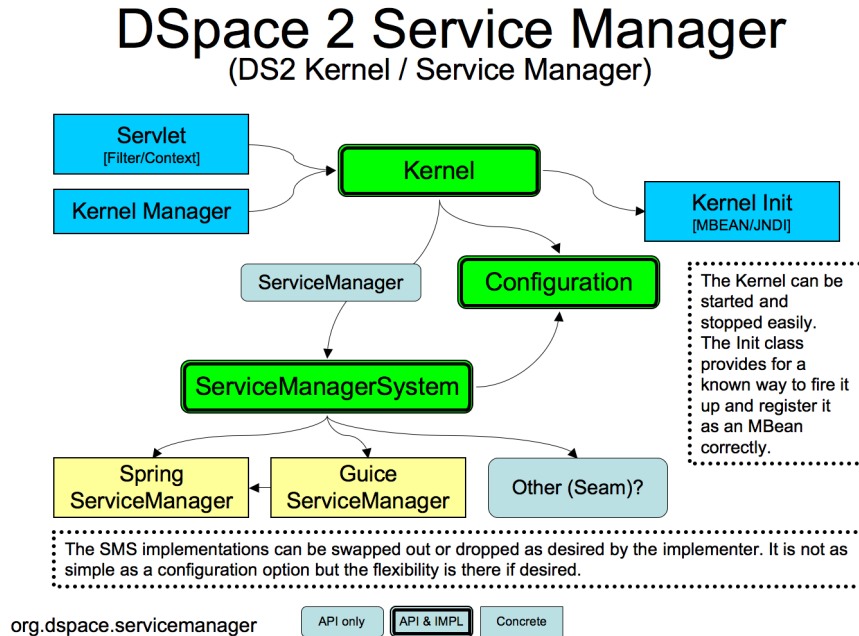 DSpace 2 Service Manager
(DS2 Kernel / Service Manager)
Servlet
[Filter/Context]
Kernel
Kernel Manager
Kernel Init
[MBEAN/JNDI]
ServiceManager
Configuration
The Kernel can be
started and
stopped easily.
The Init class
provides for a
known way to fire it
up and register it
as an MBean
correctly.
ServiceManagerSystem
Spring
ServiceManager
Guice
ServiceManager
Other (Seam)?
The SMS implementations can be swapped out or dropped as desired by the implementer. It is not as
simple as a configuration option but the flexibility is there if desired.
org.dspace.servicemanager
API only
API & IMPL
Concrete